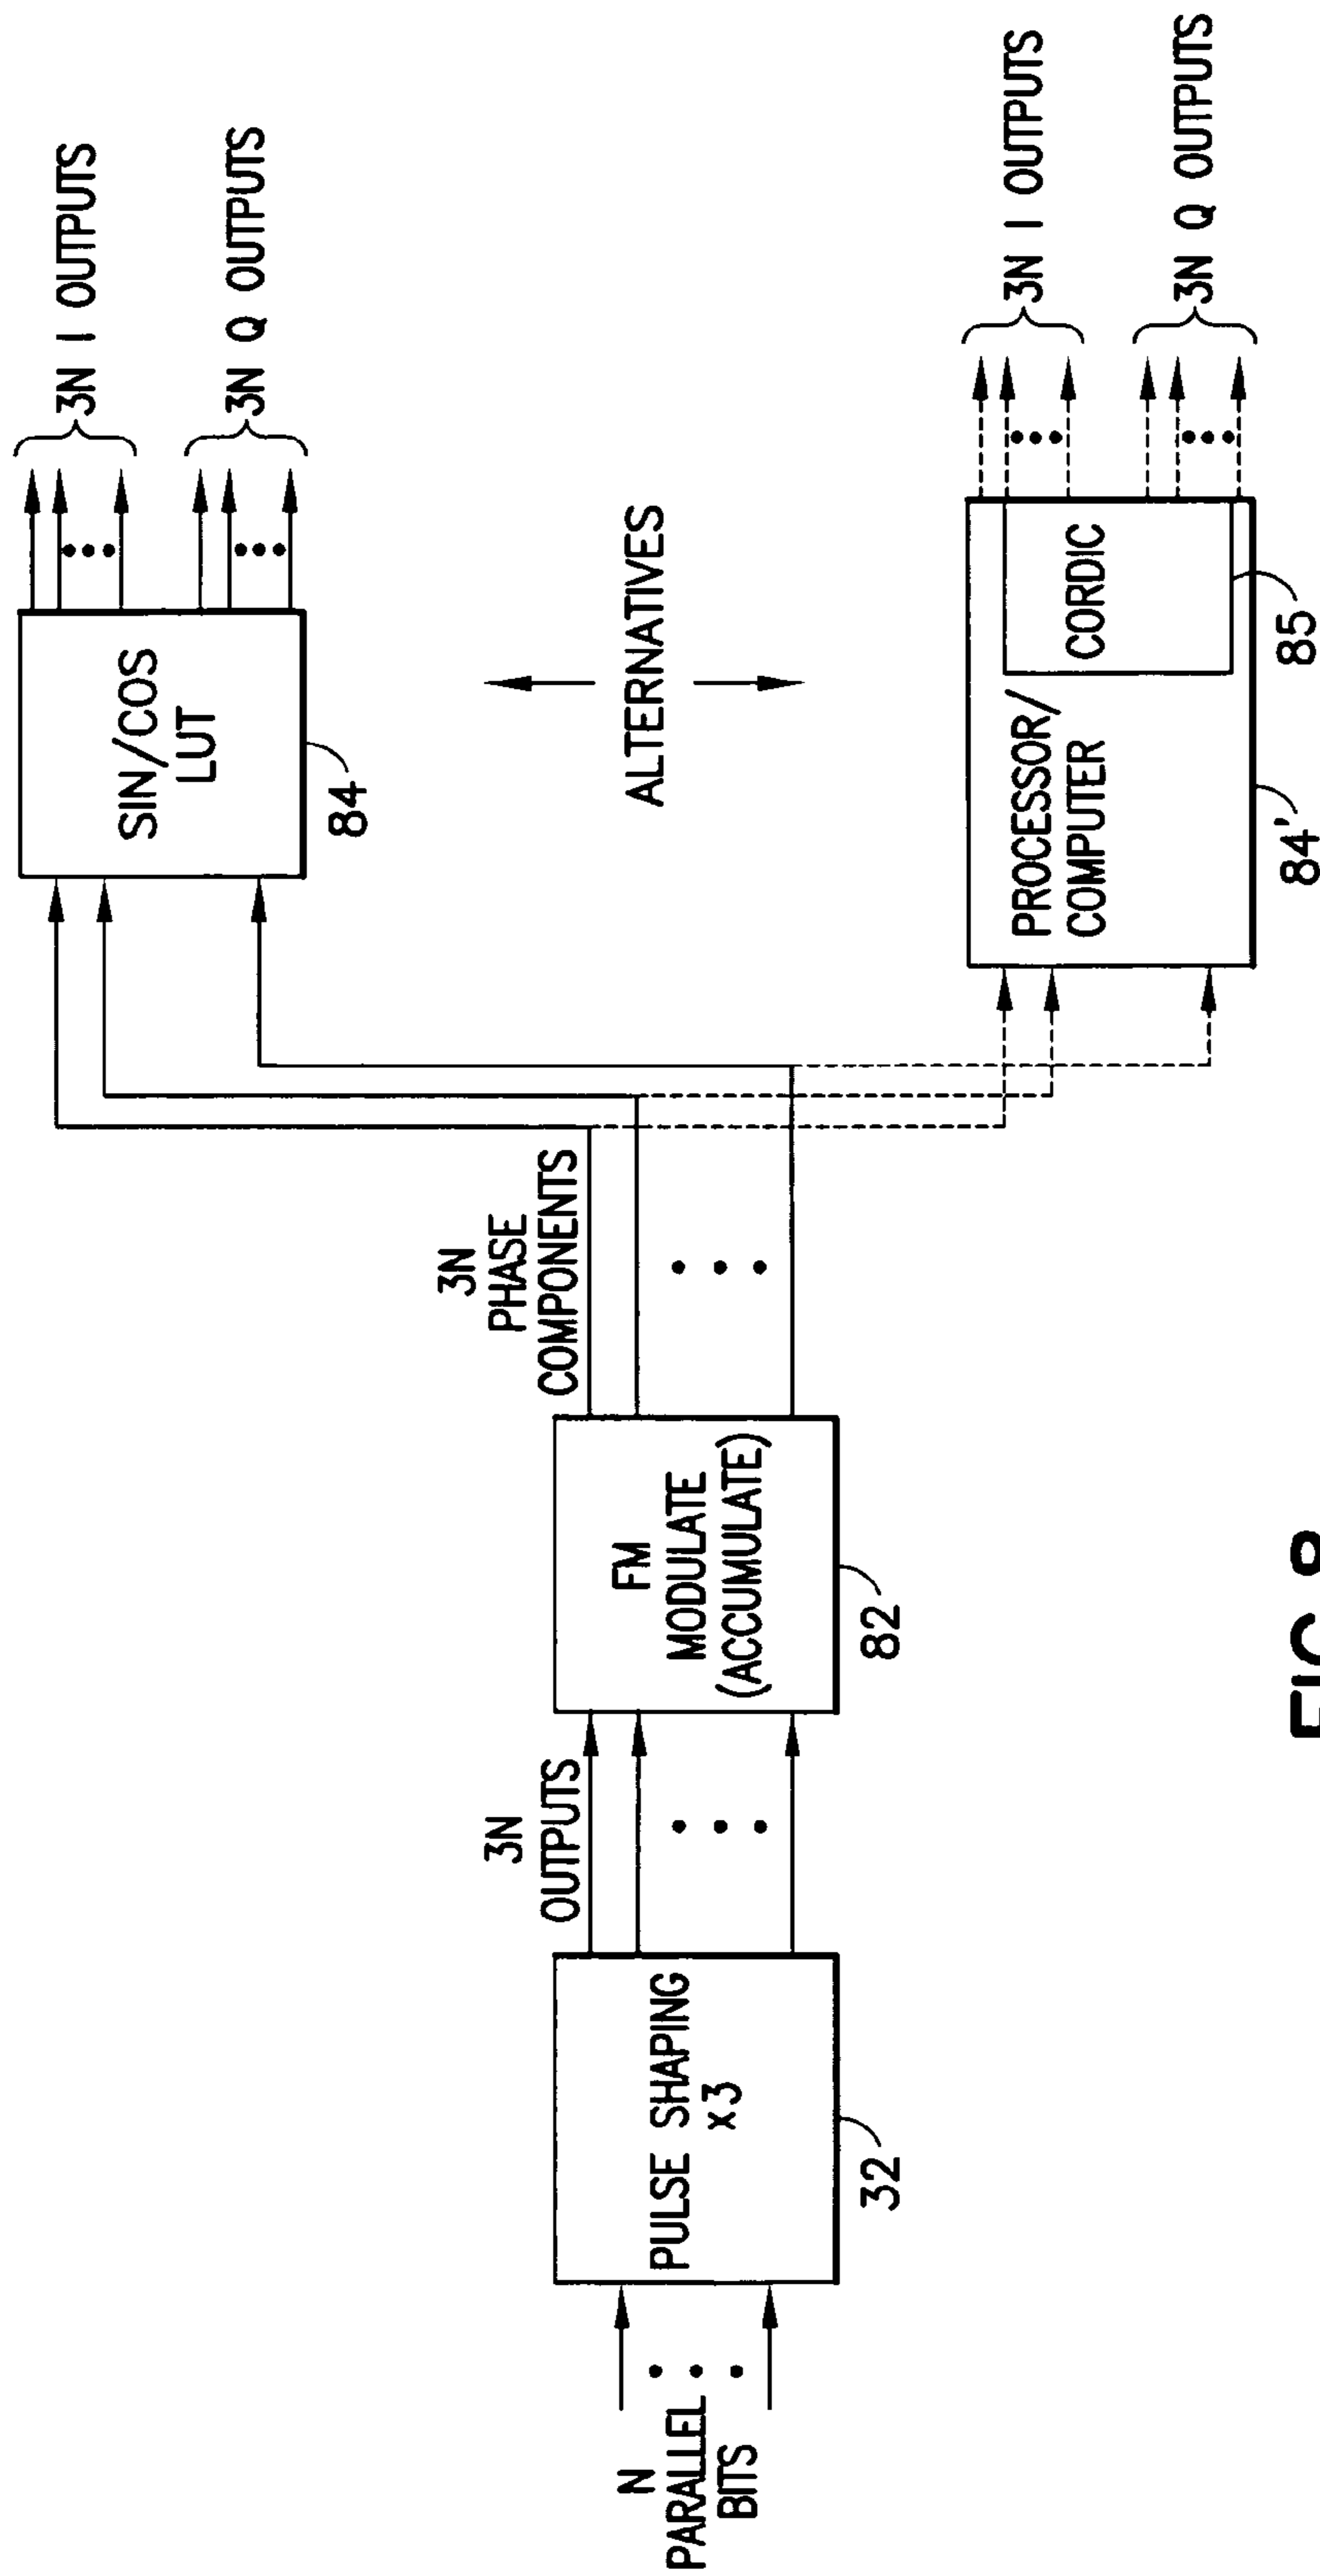 N
PARALLEL
BITS
PULSE SHAPING
x3
32
3N
OUTPUTS
FM
MODULATE
(ACCUMULATE)
82
3N
PHASE
COMPONENTS
SIN/COS
LUT
84
3N I OUTPUTS
3N Q OUTPUTS
ALTERNATIVES
PROCESSOR/
COMPUTER
84'
CORDIC
85
3N I OUTPUTS
3N Q OUTPUTS